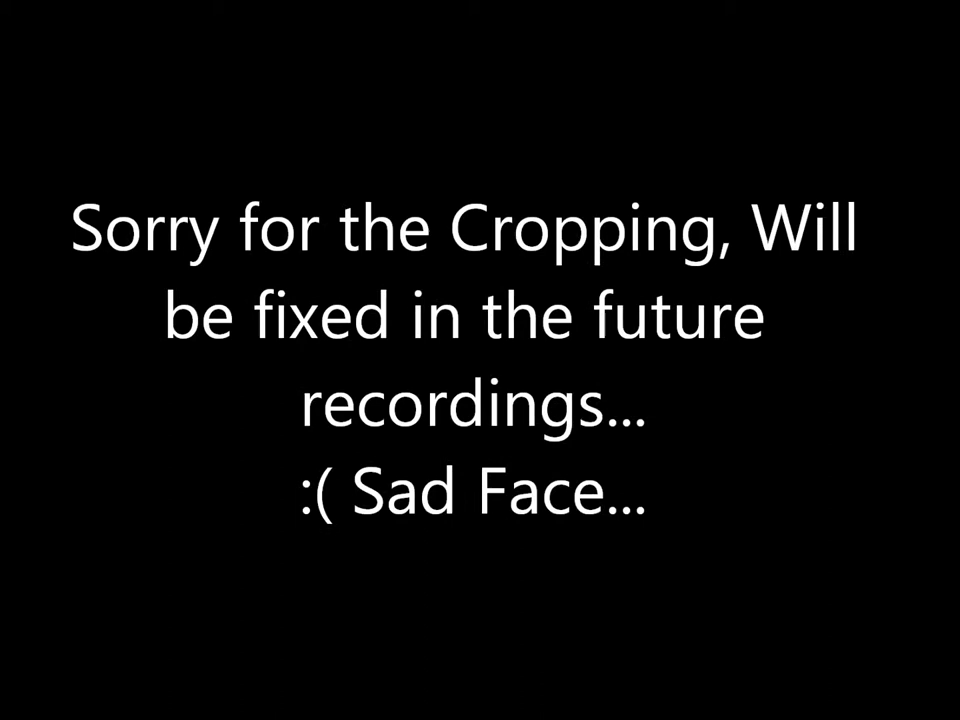 Sorry for the Cropping, Will
be fixed in the future
recordings...
:( Sad Face...